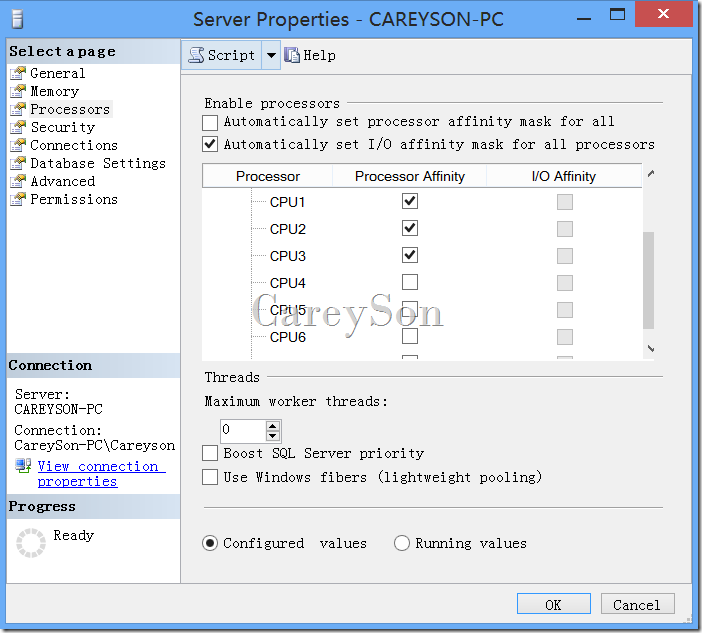 Server Properties - CAREYSON-PC
Select a page
General
Memory
Processors
Security
Connections
Database Settings
Advanced
Permissions
Connection
Server:
CAREYSON-PC
Connection:
CareySon-PC\Careyson
View connection
properties
Progress
Ready
Script
Help
Enable processors
Automatically set processor affinity mask for all
Automatically set I/O affinity mask for all processors
Processor Processor Affinity I/O Affinity
CPU1
CPU2
CPU3
CPU4
CPU5
CareySon
CPU6
Threads
Maximum worker threads:
0
Boost SQL Server priority
Use Windows fibers (lightweight pooling)
Configured values Running values
OK Cancel